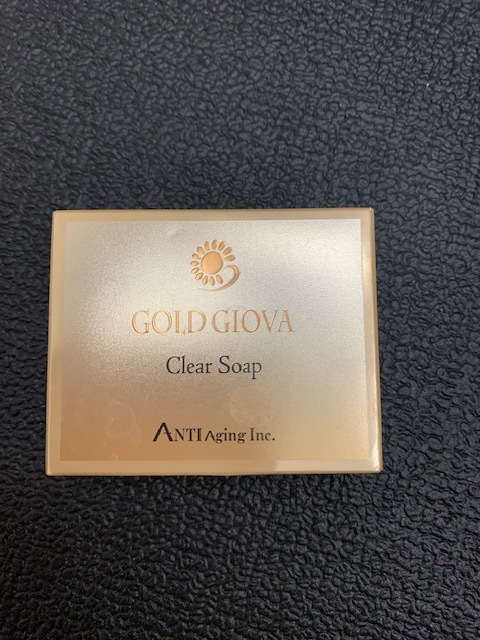 GOLD GIOVA
Clear Soap
ANTI Aging Inc.